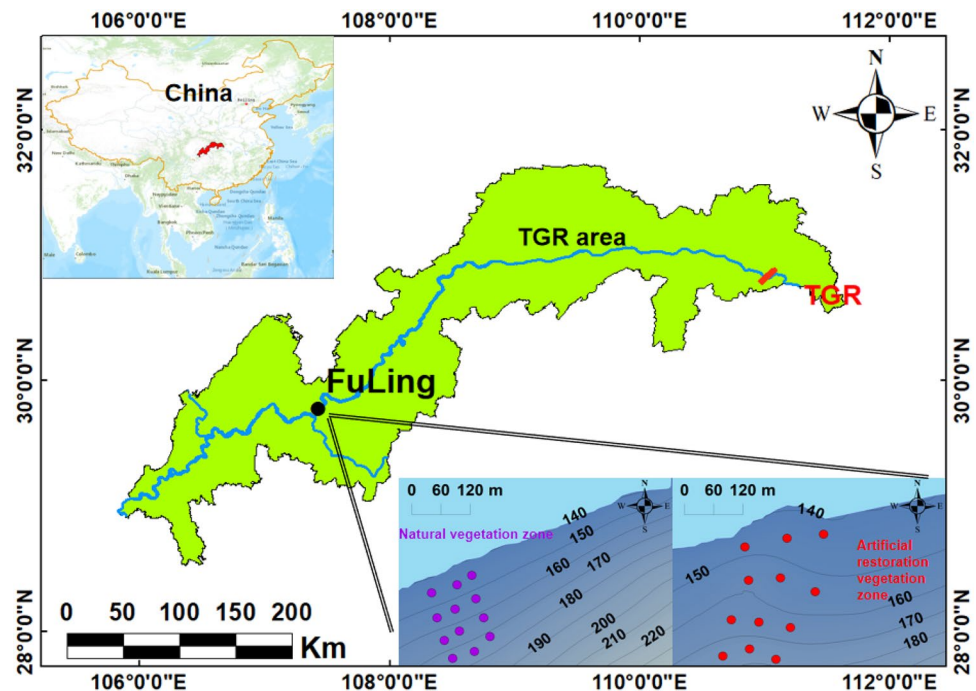 106°0'0"E 108°0'0"E 110°0'0"E 112°0'0"E
China
N
W E
S
32°0'0"N 32°0'0"N
TGR area
TGR
30°0'0"N 30°0'0"N
FuLing
0 60 120 m
N
W E
S
Natural vegetation zone
140
150
160
170
180
190
200
210
220
0 60 120 m
N
W E
S
140
Artificial
restoration
vegetation
zone
150
160
170
180
0 50 100 150 200
Km
28°0'0"N 28°0'0"N
106°0'0"E 108°0'0"E 110°0'0"E 112°0'0"E